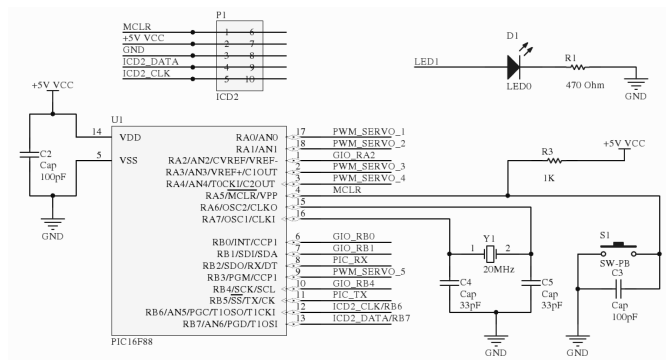 P1
MCLR 1 6
+5V VCC 2 7
GND 3 8
ICD2_DATA 4 9
ICD2_CLK 5 10
ICD2
D1
LED1
LED0
R1
470 Ohm
GND
+5V VCC
C2
Cap
100pF
GND
U1
14 VDD
5 VSS
RA0/AN0 17 PWM_SERVO_1
RA1/AN1 18 PWM_SERVO_2
RA2/AN2/CVREF/VREF- 1 GIO_RA2
RA3/AN3/VREF+/C1OUT 2 PWM_SERVO_3
RA4/AN4/T0CKI/C2OUT 3 PWM_SERVO_4
RA5/MCLR/VPP 4 MCLR
RA6/OSC2/CLKO 15
RA7/OSC1/CLKI 16
RB0/INT/CCP1 6 GIO_RB0
RB1/SDI/SDA 7 GIO_RB1
RB2/SDO/RX/DT 8 PIC_RX
RB3/PGM/CCP1 9 PWM_SERVO_5
RB4/SCK/SCL 10 GIO_RB4
RB5/SS/TX/CK 11 PIC_TX
RB6/AN5/PGC/T1OSO/T1CKI 12 ICD2_CLK/RB6
RB7/AN6/PGD/T1OSI 13 ICD2_DATA/RB7
PIC16F88
+5V VCC
R3
1K
1 Y1 2
20MHz
C4
Cap
33pF
C5
Cap
33pF
GND
S1
SW-PB
C3
Cap
100pF
GND